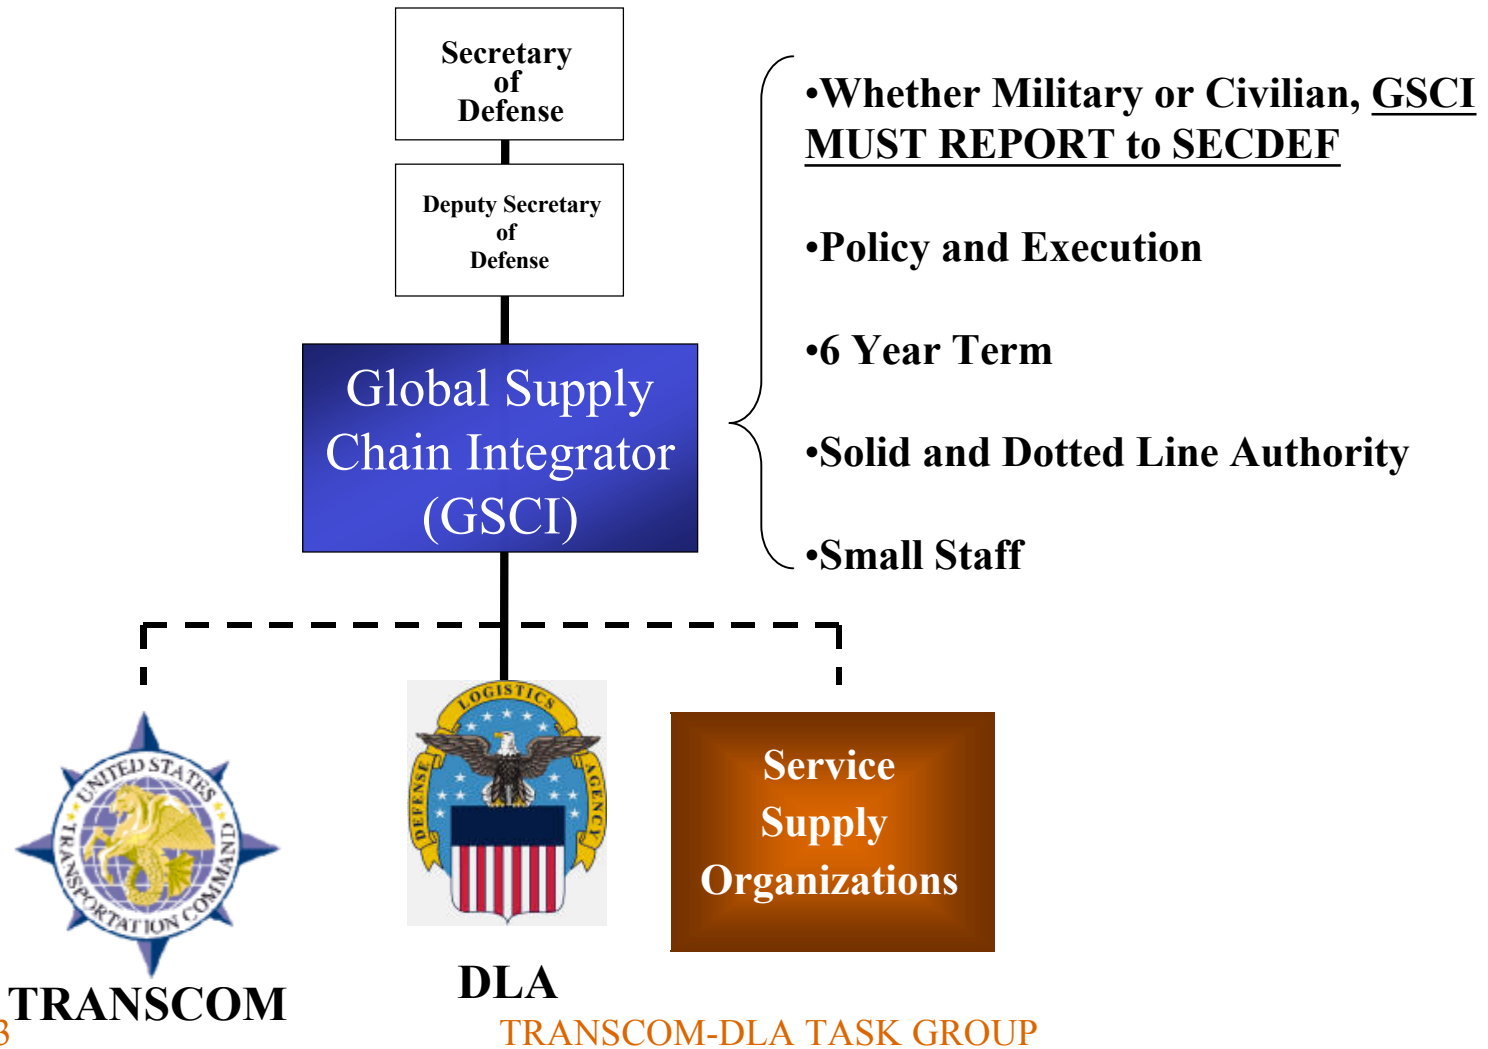 Secretary
of
Defense
Deputy Secretary
of
Defense
Global Supply
Chain Integrator
(GSCI)
•Whether Military or Civilian, GSCI
MUST REPORT to SECDEF
•Policy and Execution
•6 Year Term
•Solid and Dotted Line Authority
•Small Staff
UNITED STATES
TRANSPORTATION COMMAND
TRANSCOM
DEFENSE LOGISTICS AGENCY
DLA
Service
Supply
Organizations
3
TRANSCOM-DLA TASK GROUP